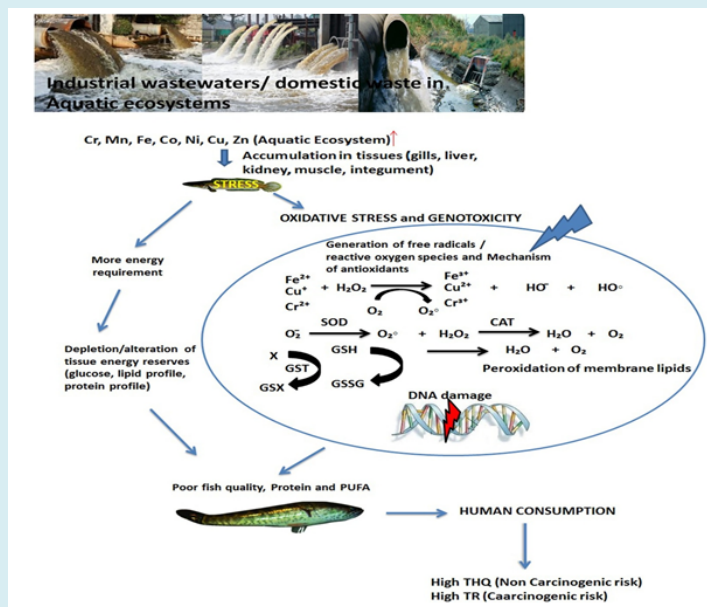 Industrial wastewaters/ domestic waste in
Aquatic ecosystems
Cr, Mn, Fe, Co, Ni, Cu, Zn (Aquatic Ecosystem)↑
Accumulation in tissues (gills, liver,
kidney, muscle, integument)
STRESS
OXIDATIVE STRESS and GENOTOXICITY
More energy
requirement
Generation of free radicals /
reactive oxygen species and Mechanism
of antioxidants
Fe²⁺ Fe³⁺
Cu⁺ + H₂O₂ Cu²⁺ + HO⁻ + HO°
Cr²⁺ O₂ O₂° Cr³⁺
O₂⁻ SOD O₂° + H₂O₂ CAT H₂O + O₂
X GSH H₂O + O₂
GST
GSX GSSG
Peroxidation of membrane lipids
DNA damage
Depletion/alteration of
tissue energy reserves
(glucose, lipid profile,
protein profile)
Poor fish quality, Protein and PUFA
HUMAN CONSUMPTION
High THQ (Non Carcinogenic risk)
High TR (Caarcinogenic risk)